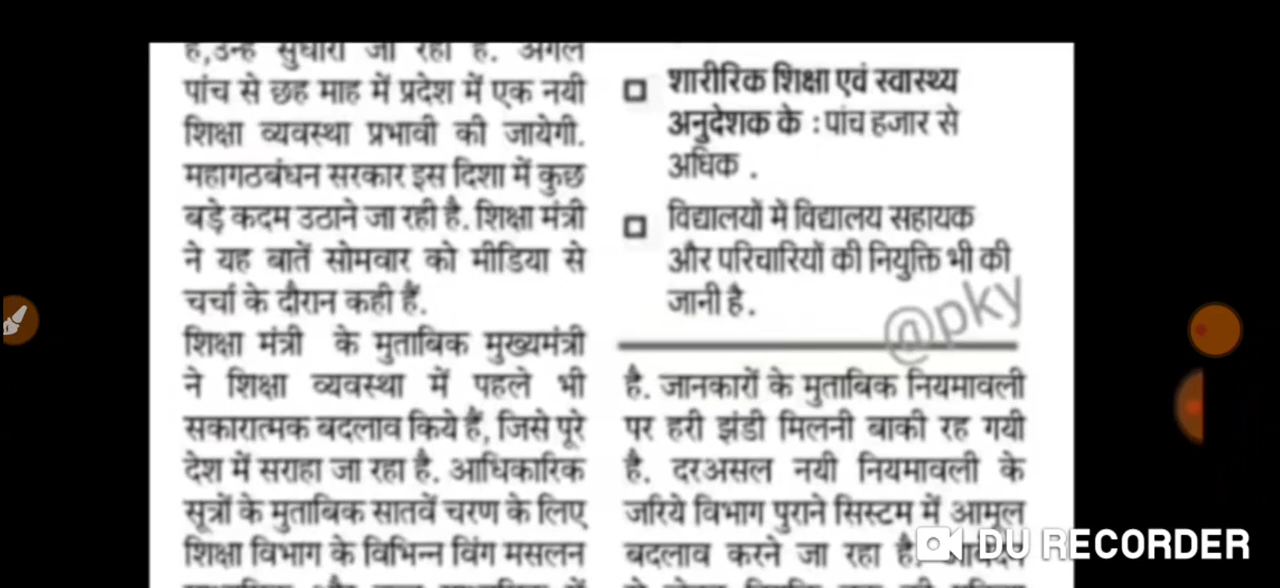 है,उन्हें सुधारा जा रहा है. अगले
पांच से छह माह में प्रदेश में एक नयी
शिक्षा व्यवस्था प्रभावी की जायेगी.
महागठबंधन सरकार इस दिशा में कुछ
बड़े कदम उठाने जा रही है. शिक्षा मंत्री
ने यह बातें सोमवार को मीडिया से
चर्चा के दौरान कही हैं.
शिक्षा मंत्री के मुताबिक मुख्यमंत्री
ने शिक्षा व्यवस्था में पहले भी
सकारात्मक बदलाव किये हैं, जिसे पूरे
देश में सराहा जा रहा है. आधिकारिक
सूत्रों के मुताबिक सातवें चरण के लिए
शिक्षा विभाग के विभिन्न विंग मसलन
शारीरिक शिक्षा एवं स्वास्थ्य
अनुदेशक के : पांच हजार से
अधिक .
विद्यालयों में विद्यालय सहायक
और परिचारियों की नियुक्ति भी की
जानी है .
@pky
है. जानकारों के मुताबिक नियमावली
पर हरी झंडी मिलनी बाकी रह गयी
है. दरअसल नयी नियमावली के
जरिये विभाग पुराने सिस्टम में आमूल
बदलाव करने जा रहा है.
DU RECORDER